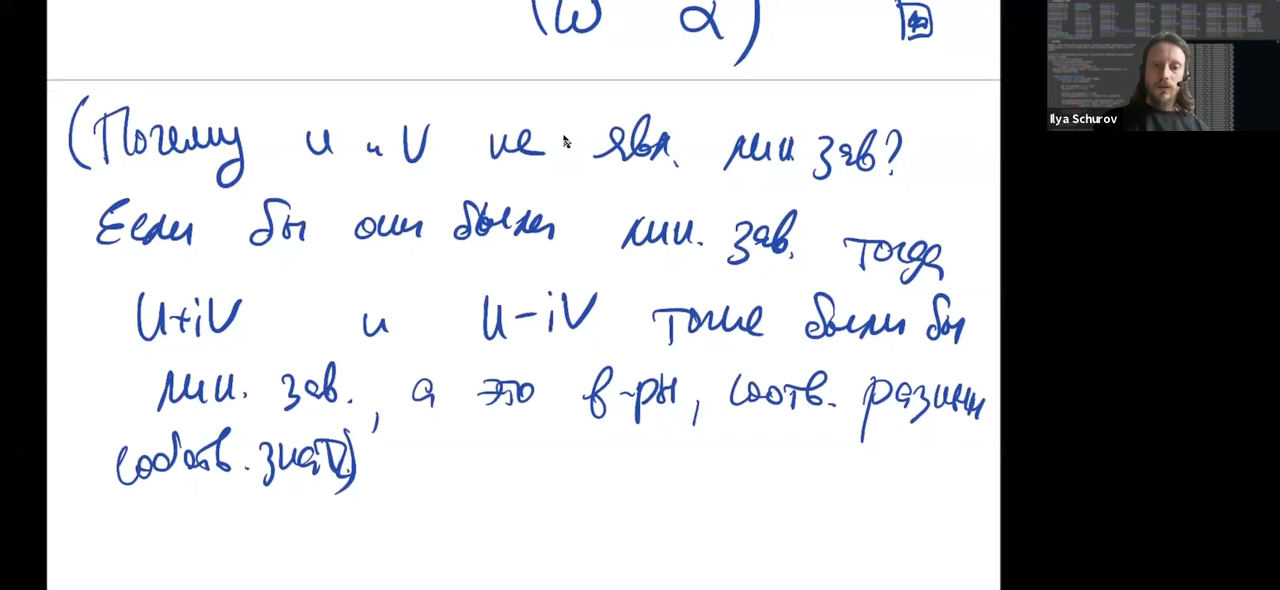 (ω α)
Ilya Schurov
(Почему u и v не явл. лин зав?
Если бы они были лин. зав. тогда
u+iv и u-iv тоже были бы
лин. зав., а это в-ры, соотв. разным
собств. знач.)